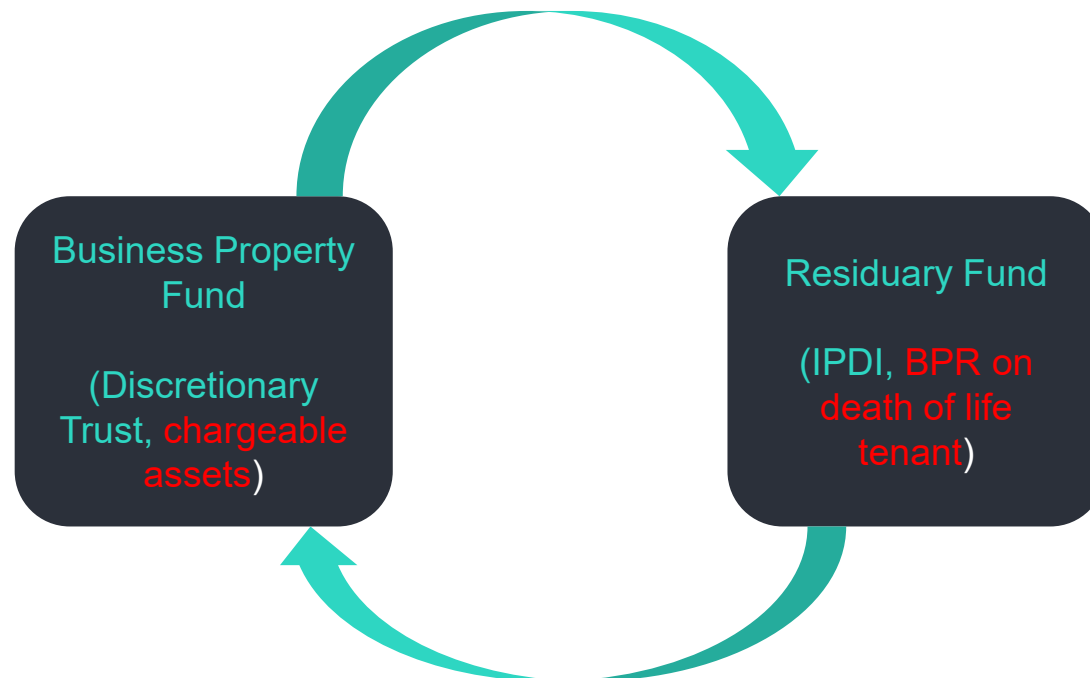 Business Property
Fund
(Discretionary
Trust, chargeable
assets)
Residuary Fund
(IPDI, BPR on
death of life
tenant)